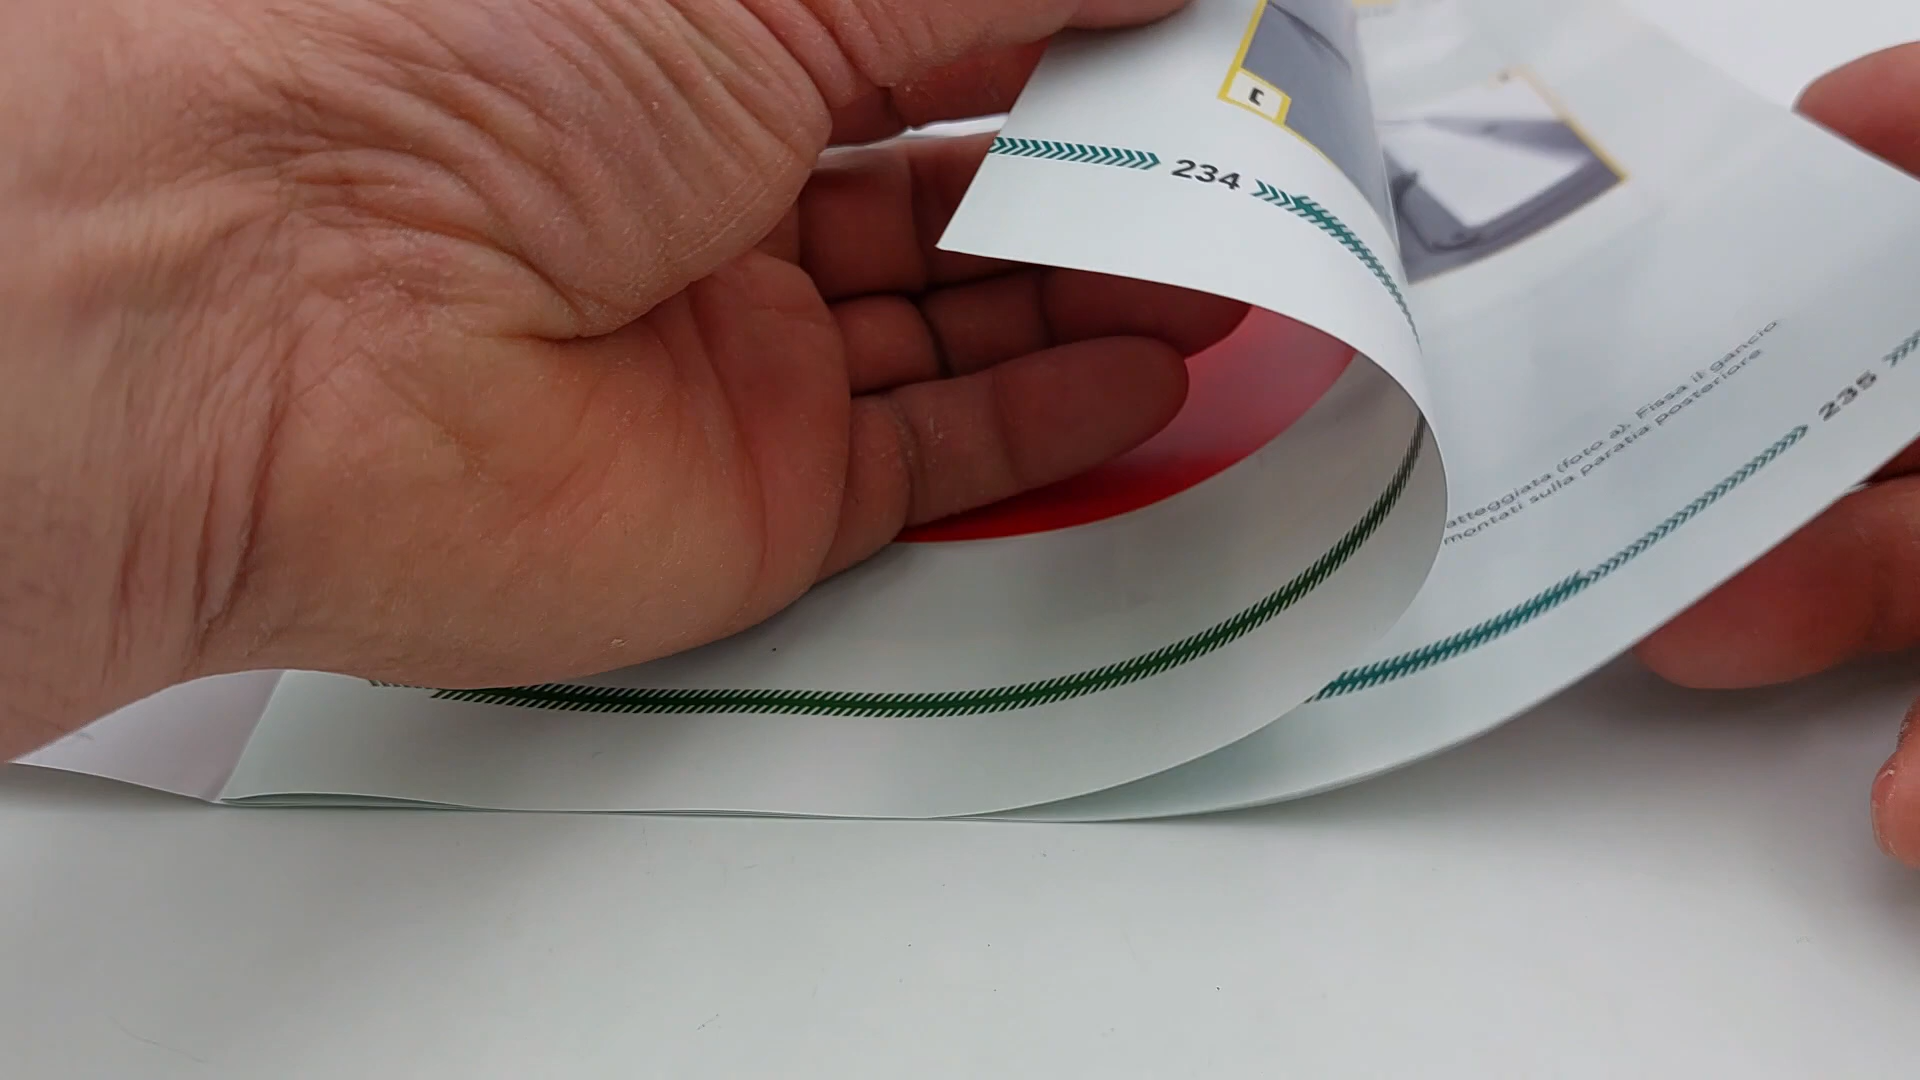 234
atteggiata (foto a). Fissa il gancio
montati sulla paratia posteriore
235